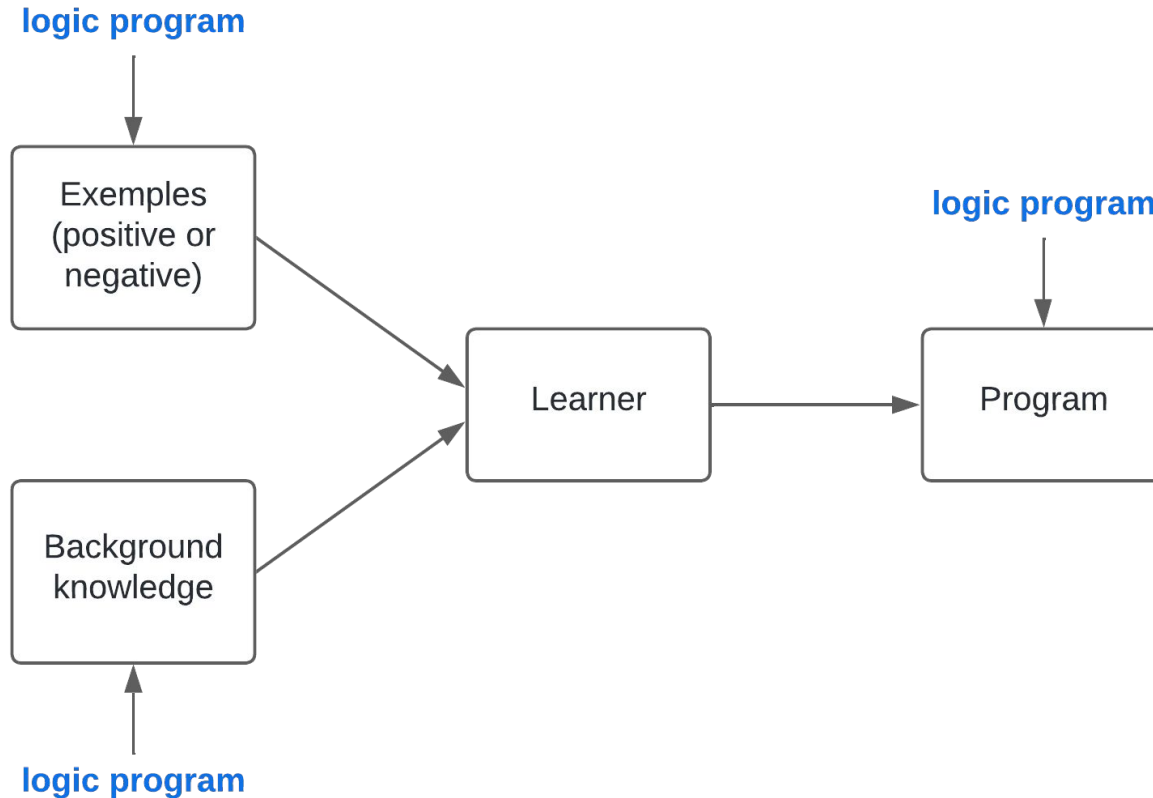 logic program
Exemples
(positive or
negative)
logic program
Learner
Program
Background
knowledge
logic program